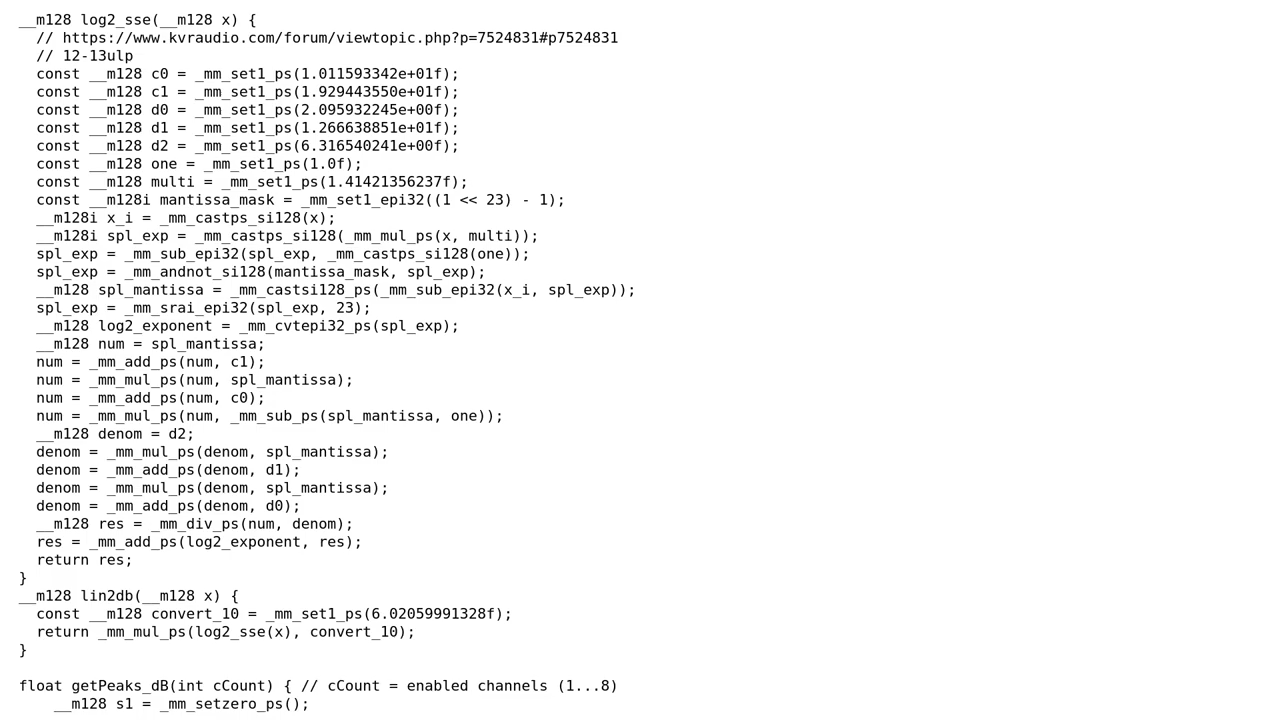 __m128 log2_sse(__m128 x) {
  // https://www.kvraudio.com/forum/viewtopic.php?p=7524831#p7524831
  // 12-13ulp
  const __m128 c0 = _mm_set1_ps(1.011593342e+01f);
  const __m128 c1 = _mm_set1_ps(1.929443550e+01f);
  const __m128 d0 = _mm_set1_ps(2.095932245e+00f);
  const __m128 d1 = _mm_set1_ps(1.266638851e+01f);
  const __m128 d2 = _mm_set1_ps(6.316540241e+00f);
  const __m128 one = _mm_set1_ps(1.0f);
  const __m128 multi = _mm_set1_ps(1.41421356237f);
  const __m128i mantissa_mask = _mm_set1_epi32((1 << 23) - 1);
  __m128i x_i = _mm_castps_si128(x);
  __m128i spl_exp = _mm_castps_si128(_mm_mul_ps(x, multi));
  spl_exp = _mm_sub_epi32(spl_exp, _mm_castps_si128(one));
  spl_exp = _mm_andnot_si128(mantissa_mask, spl_exp);
  __m128 spl_mantissa = _mm_castsi128_ps(_mm_sub_epi32(x_i, spl_exp));
  spl_exp = _mm_srai_epi32(spl_exp, 23);
  __m128 log2_exponent = _mm_cvtepi32_ps(spl_exp);
  __m128 num = spl_mantissa;
  num = _mm_add_ps(num, c1);
  num = _mm_mul_ps(num, spl_mantissa);
  num = _mm_add_ps(num, c0);
  num = _mm_mul_ps(num, _mm_sub_ps(spl_mantissa, one));
  __m128 denom = d2;
  denom = _mm_mul_ps(denom, spl_mantissa);
  denom = _mm_add_ps(denom, d1);
  denom = _mm_mul_ps(denom, spl_mantissa);
  denom = _mm_add_ps(denom, d0);
  __m128 res = _mm_div_ps(num, denom);
  res = _mm_add_ps(log2_exponent, res);
  return res;
}
__m128 lin2db(__m128 x) {
  const __m128 convert_10 = _mm_set1_ps(6.02059991328f);
  return _mm_mul_ps(log2_sse(x), convert_10);
}

float getPeaks_dB(int cCount) { // cCount = enabled channels (1...8)
    __m128 s1 = _mm_setzero_ps();